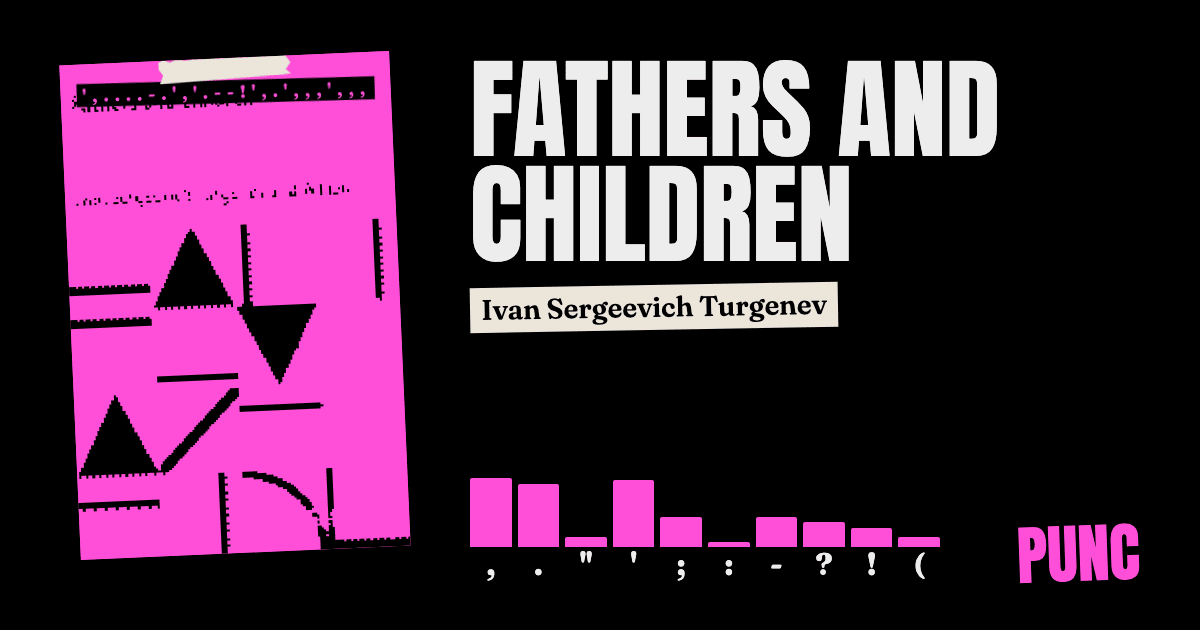 FATHERS AND
CHILDREN
Ivan Sergeevich Turgenev
, . " ' ; : - ? ! (
PUNC